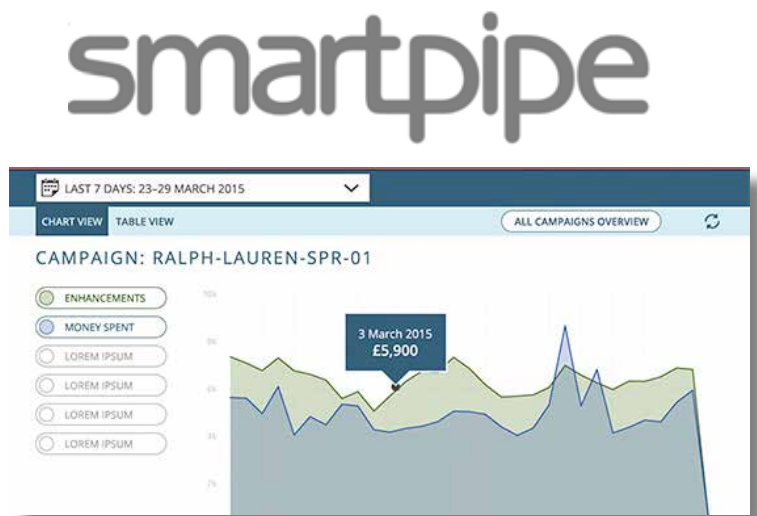 smartpipe
LAST 7 DAYS: 23–29 MARCH 2015
CHART VIEW TABLE VIEW ALL CAMPAIGNS OVERVIEW
CAMPAIGN: RALPH-LAUREN-SPR-01
ENHANCEMENTS
MONEY SPENT
LOREM IPSUM
LOREM IPSUM
LOREM IPSUM
LOREM IPSUM
3 March 2015
£5,900